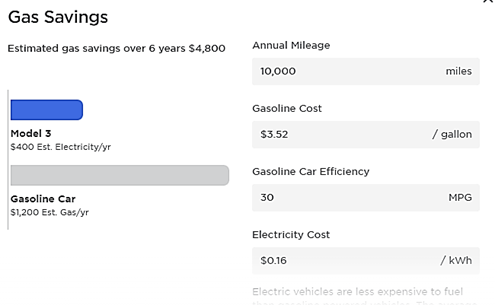 Gas Savings
Estimated gas savings over 6 years $4,800
Model 3
$400 Est. Electricity/yr
Gasoline Car
$1,200 Est. Gas/yr
Annual Mileage
10,000 miles
Gasoline Cost
$3.52 / gallon
Gasoline Car Efficiency
30 MPG
Electricity Cost
$0.16 / kWh
Electric vehicles are less expensive to fuel